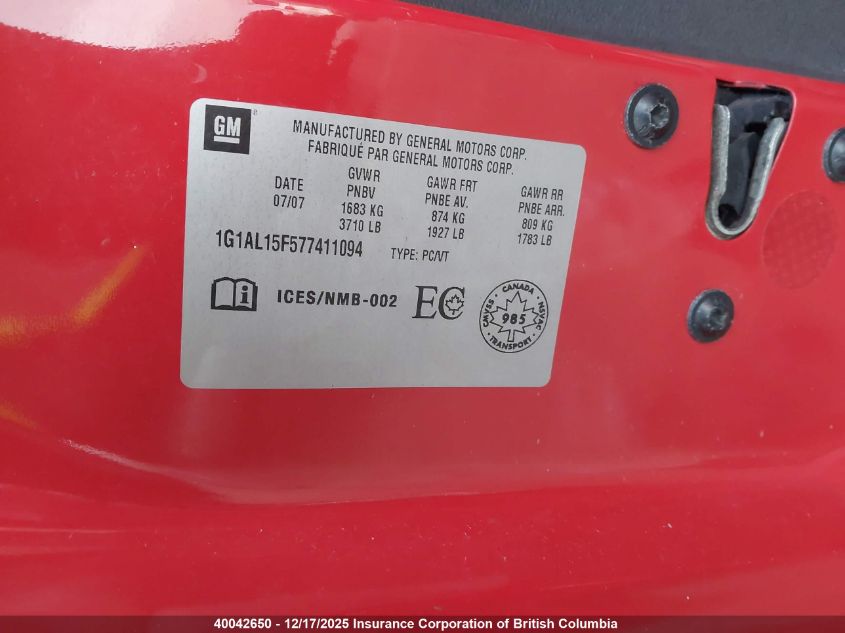 GM
MANUFACTURED BY GENERAL MOTORS CORP.
FABRIQUÉ PAR GENERAL MOTORS CORP.
DATE GVWR GAWR FRT GAWR RR
07/07 PNBV PNBE AV. PNBE ARR.
1683 KG 874 KG 809 KG
3710 LB 1927 LB 1783 LB
1G1AL15F577411094 TYPE: PC/VT
i ICES/NMB-002 EC
CANADA
CMVSS 985 NSVAC
TRANSPORT
40042650 - 12/17/2025 Insurance Corporation of British Columbia